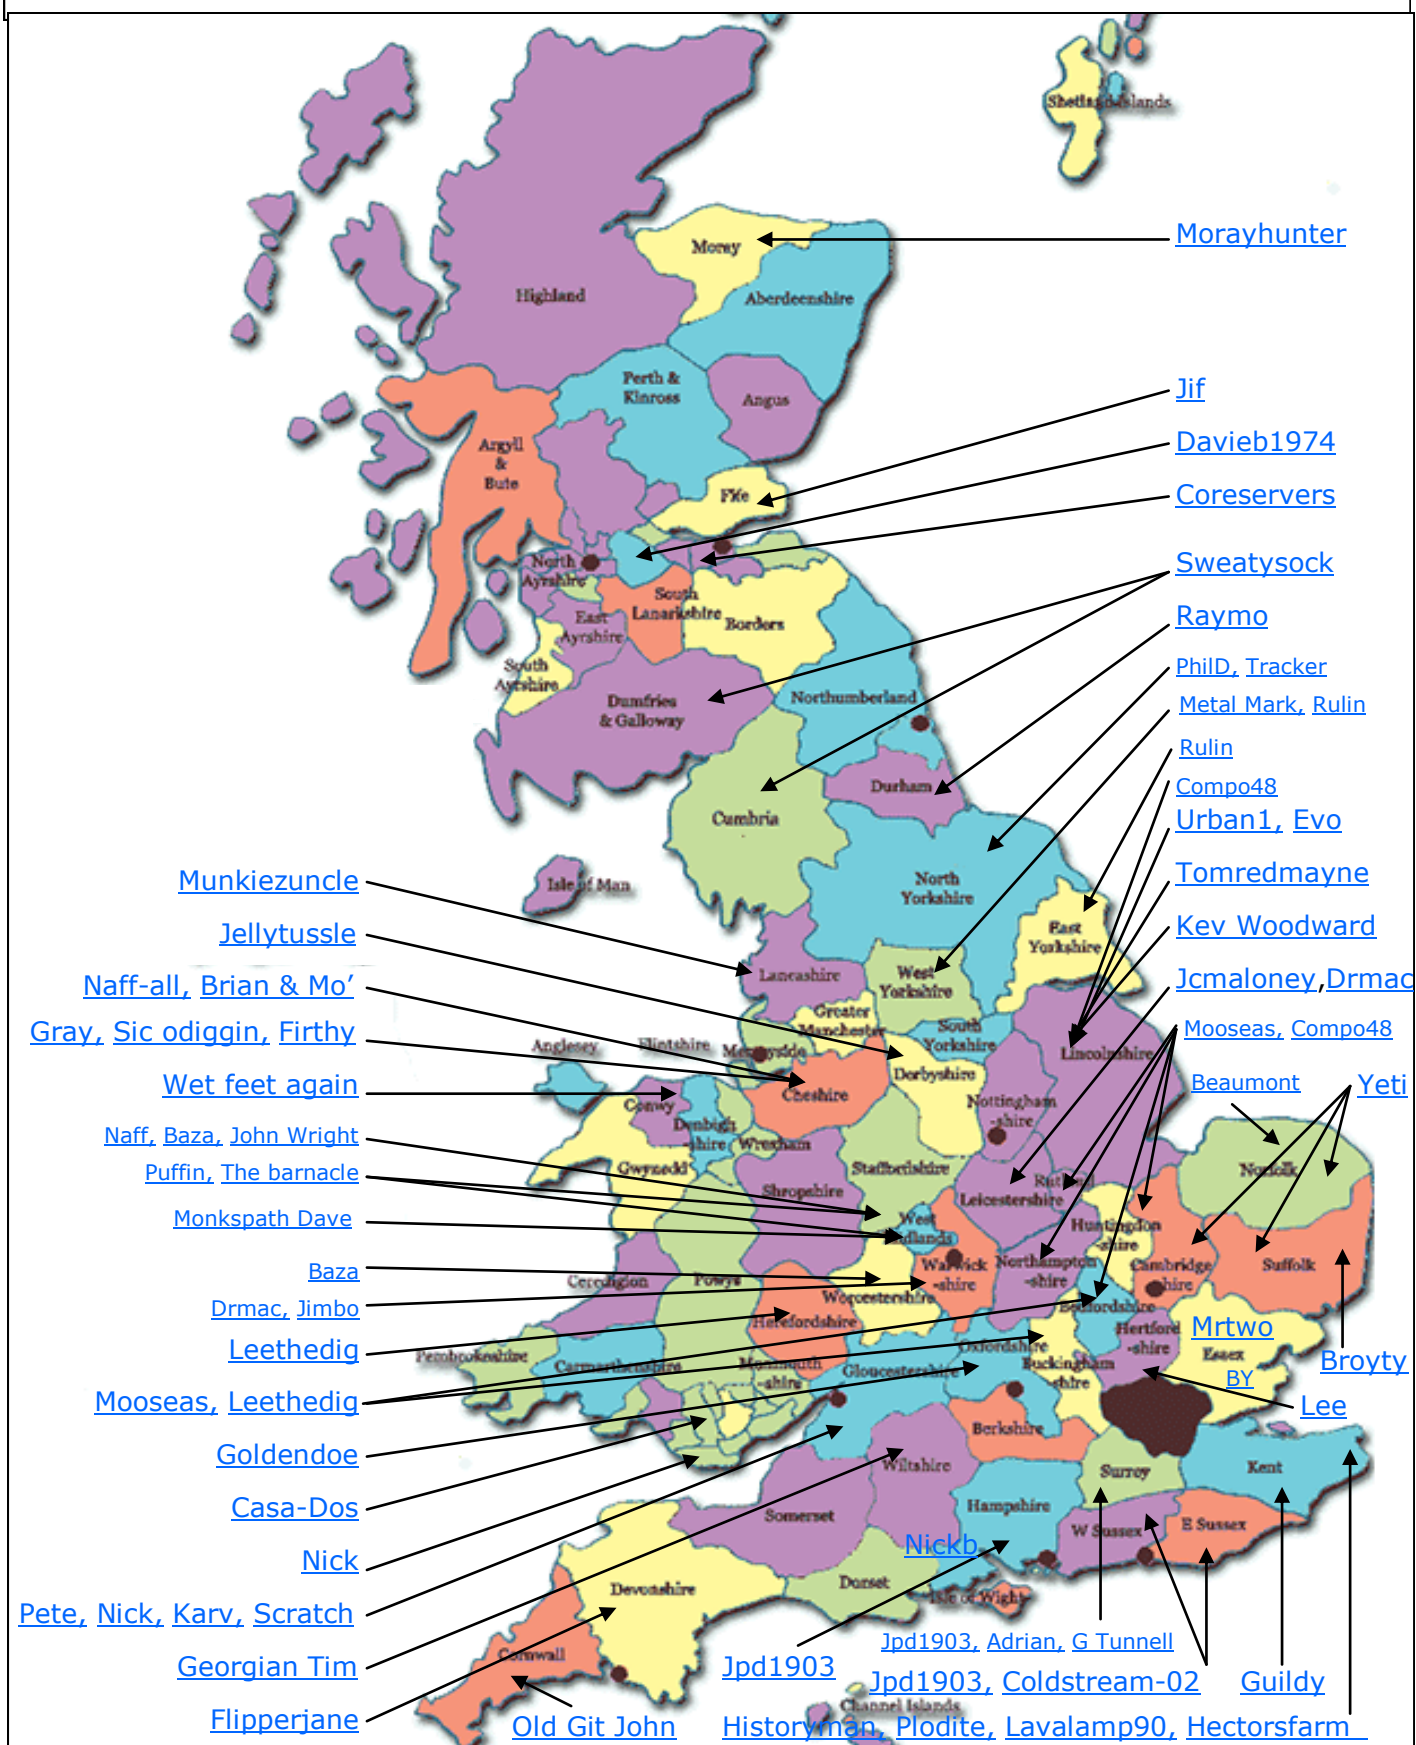 Shetland Islands
Morayhunter
Moray
Highland
Aberdeenshire
Perth &
Kinross
Angus
Jif
Argyll
&
Bute
Davieb1974
Fife
Coreservers
North
Ayrshire
Sweatysock
South
Lanarkshire
East
Ayrshire
Borders
Raymo
South
Ayrshire
PhilD, Tracker
Dumfries
& Galloway
Northumberland
Metal Mark, Rulin
Rulin
Durham
Compo48
Cumbria
Urban1, Evo
Munkiezuncle
Isle of Man
North
Yorkshire
Tomredmayne
Jellytussle
East
Yorkshire
Kev Woodward
Naff-all, Brian & Mo’
Lancashire
West
Yorkshire
Jcmaloney,Drmac
Gray, Sic odiggin, Firthy
Greater
Manchester
South
Yorkshire
Mooseas, Compo48
Anglesey
Flintshire
Merseyside
Lincolnshire
Wet feet again
Derbyshire
Beaumont
Yeti
Conwy
Cheshire
Nottingham
-shire
Denbigh
-shire
Wrexham
Naff, Baza, John Wright
Gwynedd
Staffordshire
Norfolk
Puffin, The barnacle
Shropshire
Leicestershire
Rutland
Monkspath Dave
West
Midlands
Huntingdon
-shire
Baza
Ceredigion
Powys
Warwick
-shire
Northampton
-shire
Cambridge
shire
Suffolk
Drmac, Jimbo
Worcestershire
Bedfordshire
Leethedig
Herefordshire
Hertford
-shire
Mrtwo
Essex
Pembrokeshire
Carmarthenshire
Monmouth
-shire
Gloucestershire
Oxfordshire
Buckingham
-shire
Broyty
BY
Mooseas, Leethedig
Lee
Goldendoe
Berkshire
Wiltshire
Surrey
Kent
Casa-Dos
Somerset
Hampshire
W Sussex
E Sussex
Nick
Nickb
Devonshire
Dorset
Isle of Wight
Pete, Nick, Karv, Scratch
Jpd1903, Adrian, G Tunnell
Georgian Tim
Cornwall
Jpd1903
Jpd1903, Coldstream-02
Guildy
Flipperjane
Old Git John
Channel Islands
Historyman, Plodite, Lavalamp90, Hectorsfarm